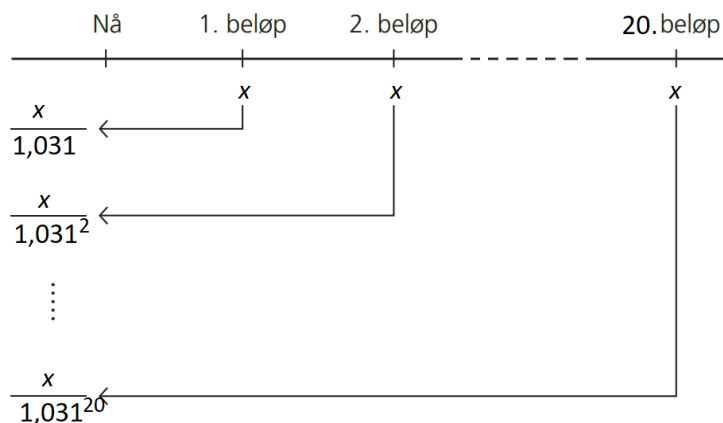 Nå 1. beløp 2. beløp 20. beløp
x x x
x
1,031
x
1,031²
x
1,031²⁰